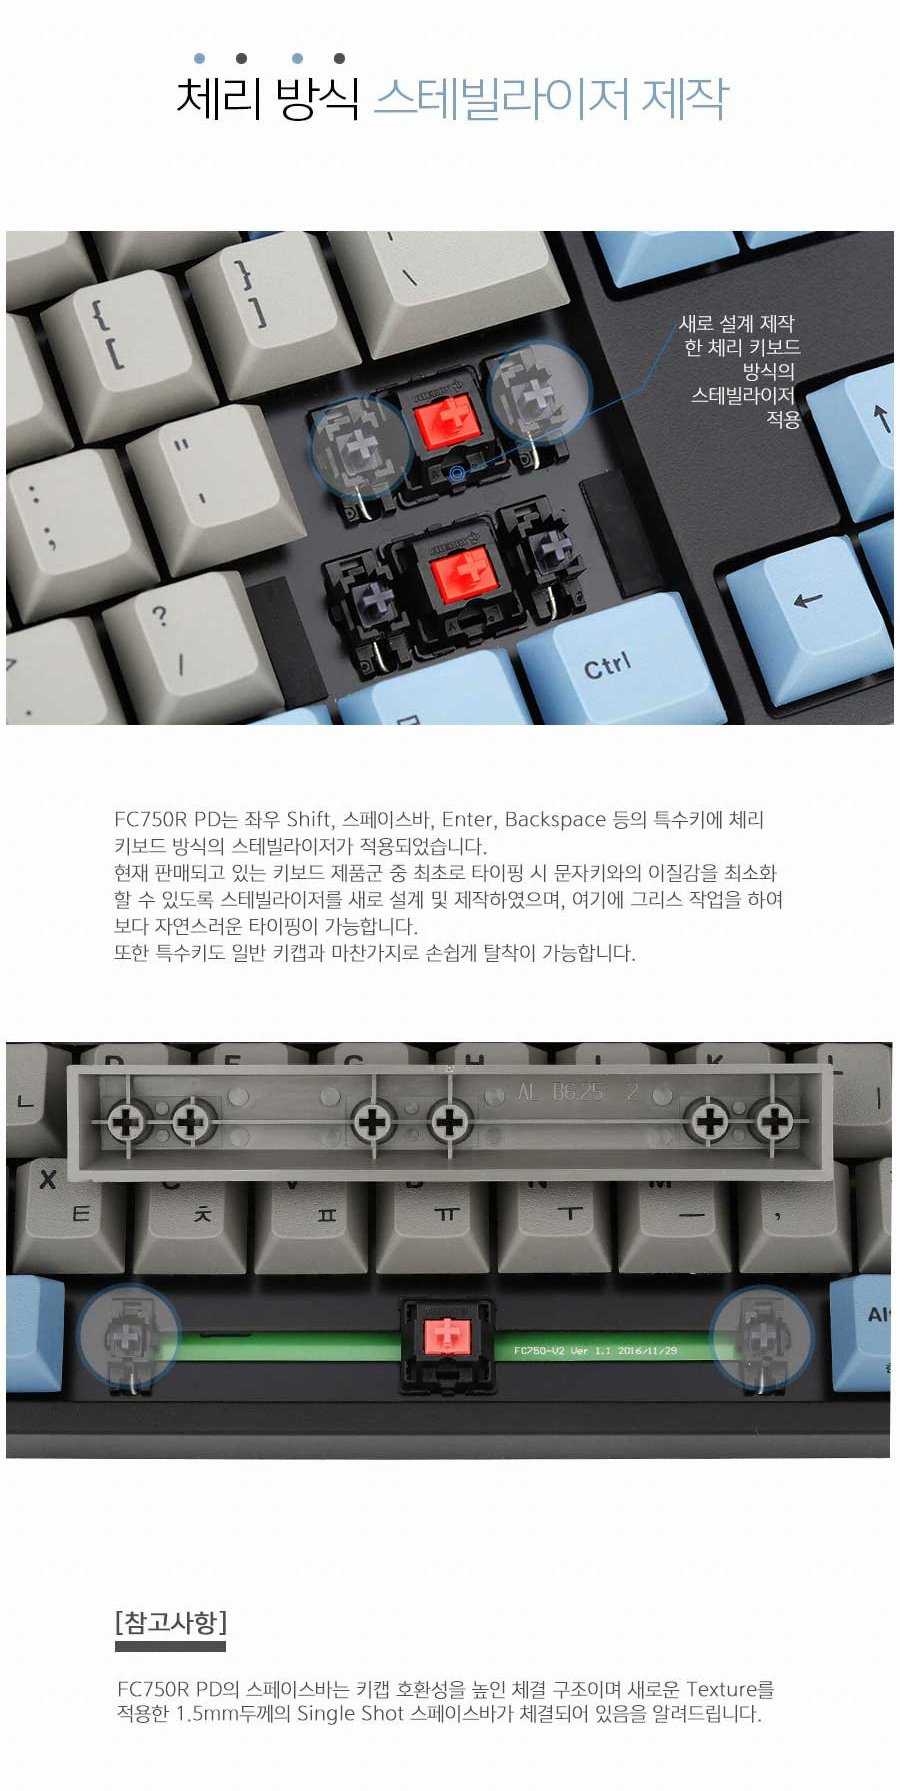 체리 방식 스테빌라이저 제작
{
[
}
]
\
새로 설계 제작
한 체리 키보드
방식의
스테빌라이저
적용
"
'
:
;
?
/
Ctrl
↑
←
FC750R PD는 좌우 Shift, 스페이스바, Enter, Backspace 등의 특수키에 체리
키보드 방식의 스테빌라이저가 적용되었습니다.
현재 판매되고 있는 키보드 제품군 중 최초로 타이핑 시 문자키와의 이질감을 최소화
할 수 있도록 스테빌라이저를 새로 설계 및 제작하였으며, 여기에 그리스 작업을 하여
보다 자연스러운 타이핑이 가능합니다.
또한 특수키도 일반 키캡과 마찬가지로 손쉽게 탈착이 가능합니다.
D F G H J K L
AL B6.25 2
ㄴ ㅣ
X C V B N M
ㅌ ㅊ ㅍ ㅠ ㅜ ㅡ ,
Alt
FC750-V2 Ver 1.1 2016/11/29
[참고사항]
FC750R PD의 스페이스바는 키캡 호환성을 높인 체결 구조이며 새로운 Texture를
적용한 1.5mm두께의 Single Shot 스페이스바가 체결되어 있음을 알려드립니다.